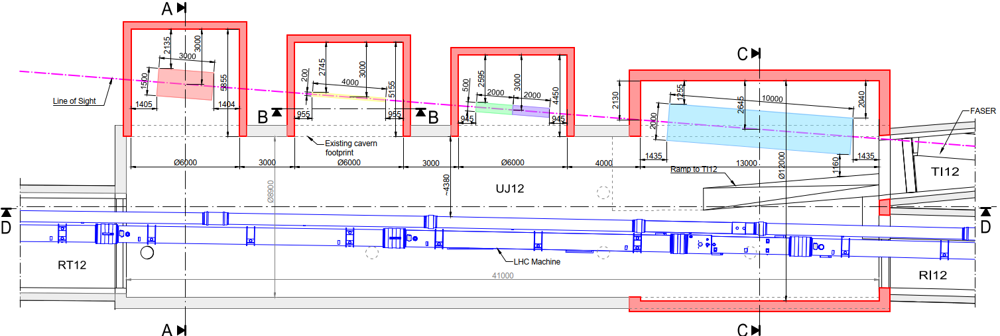 A
A
2135
3000
3000
5855
1500
1405
1404
Line of Sight
200
2745
3000
4000
5155
955
955
B
B
500
2595
3000
2000
2000
4450
945
945
C
2130
1255
2645
10000
2040
2000
1435
1435
1160
FASER
TI12
Existing cavern
footprint
Ø6000
3000
Ø6000
3000
Ø6000
4000
13000
Ø12000
Ramp to TI12
Ø8900
~4380
UJ12
D
D
RT12
LHC Machine
41000
RI12
A
C